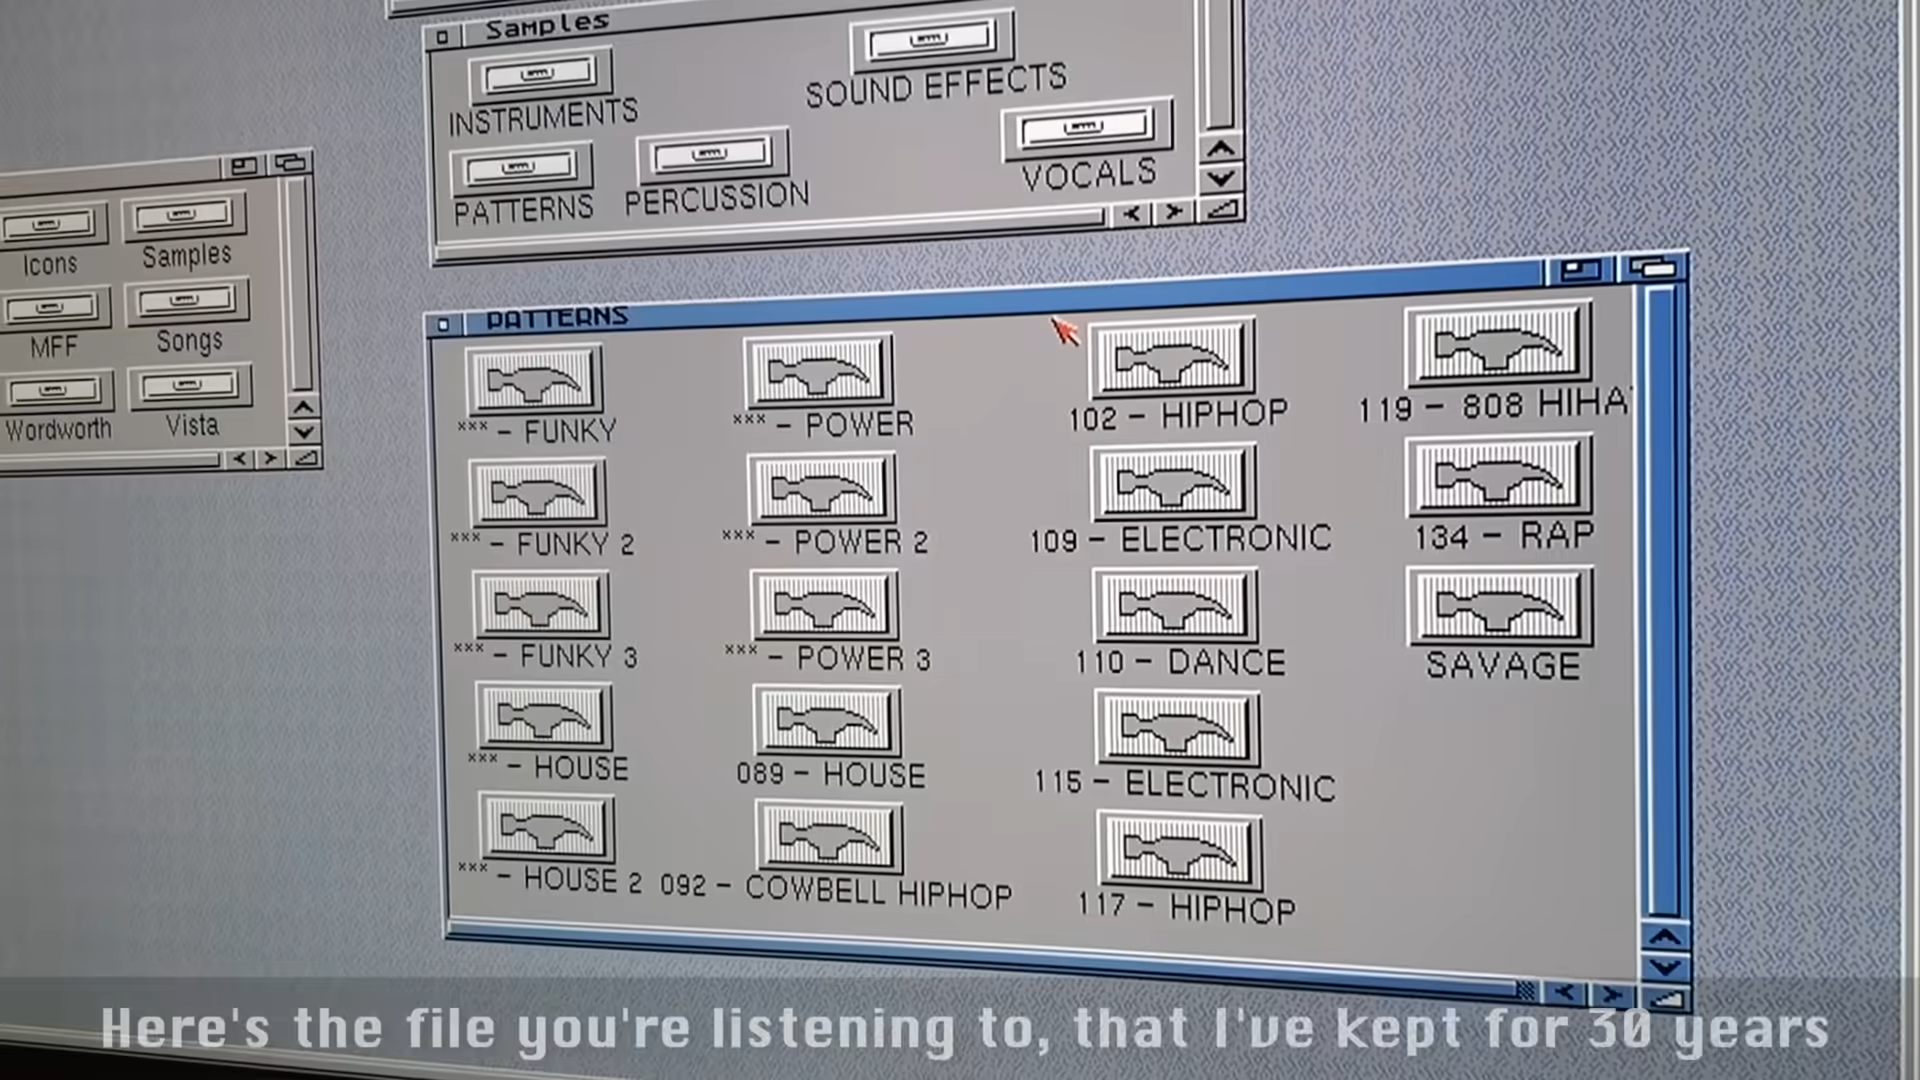 Samples
INSTRUMENTS
SOUND EFFECTS
PATTERNS
PERCUSSION
VOCALS
Icons
Samples
MFF
Songs
Wordworth
Vista
PATTERNS
*** - FUNKY
*** - POWER
102 - HIPHOP
119 - 808 HIHA
*** - FUNKY 2
*** - POWER 2
109 - ELECTRONIC
134 - RAP
*** - FUNKY 3
*** - POWER 3
110 - DANCE
SAVAGE
*** - HOUSE
089 - HOUSE
115 - ELECTRONIC
*** - HOUSE 2
092 - COWBELL HIPHOP
117 - HIPHOP
Here's the file you're listening to, that I've kept for 30 years